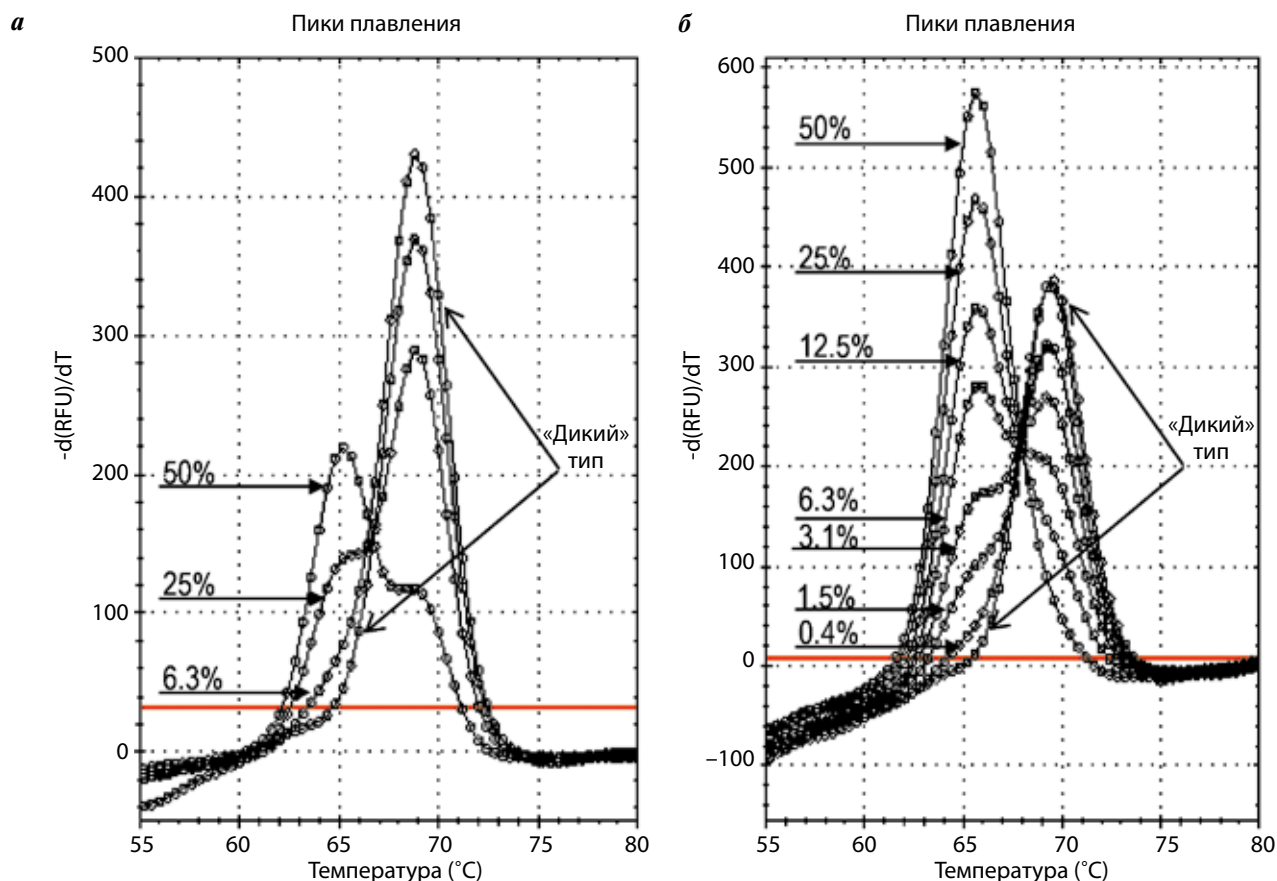 а
Пики плавления
500
400
300
200
100
0
-d(RFU)/dT
50%
25%
6.3%
«Дикий»
тип
55 60 65 70 75 80
Температура (˚C)
б
Пики плавления
600
500
400
300
200
100
0
–100
-d(RFU)/dT
50%
25%
12.5%
6.3%
3.1%
1.5%
0.4%
«Дикий»
тип
55 60 65 70 75 80
Температура (˚C)